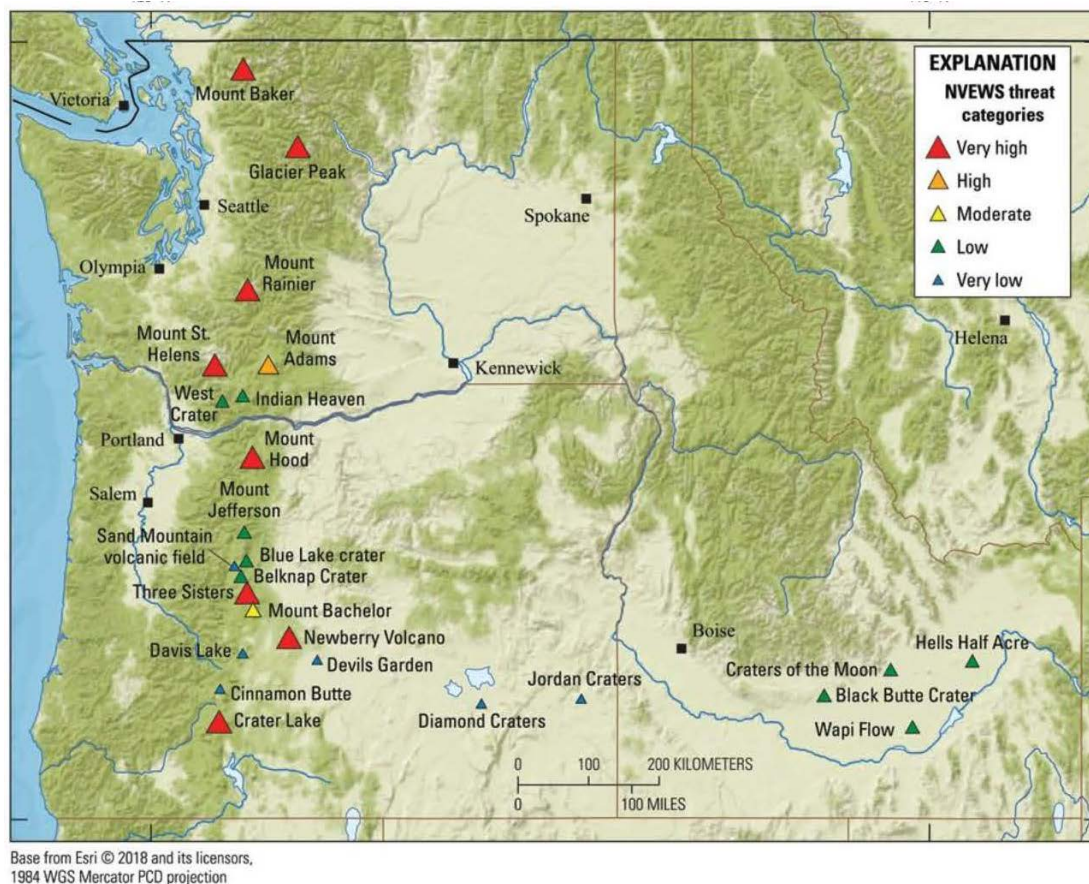 EXPLANATION
NVEWS threat
categories
Very high
High
Moderate
Low
Very low
Mount Baker
Victoria
Glacier Peak
Seattle
Spokane
Olympia
Mount
Rainier
Helena
Mount St.
Helens
Mount
Adams
Kennewick
West
Crater
Indian Heaven
Portland
Mount
Hood
Salem
Mount
Jefferson
Sand Mountain
volcanic field
Blue Lake crater
Belknap Crater
Three Sisters
Mount Bachelor
Newberry Volcano
Boise
Davis Lake
Devils Garden
Hells Half Acre
Craters of the Moon
Jordan Craters
Cinnamon Butte
Black Butte Crater
Crater Lake
Diamond Craters
Wapi Flow
0 100 200 KILOMETERS
0 100 MILES
Base from Esri © 2018 and its licensors,
1984 WGS Mercator PCD projection